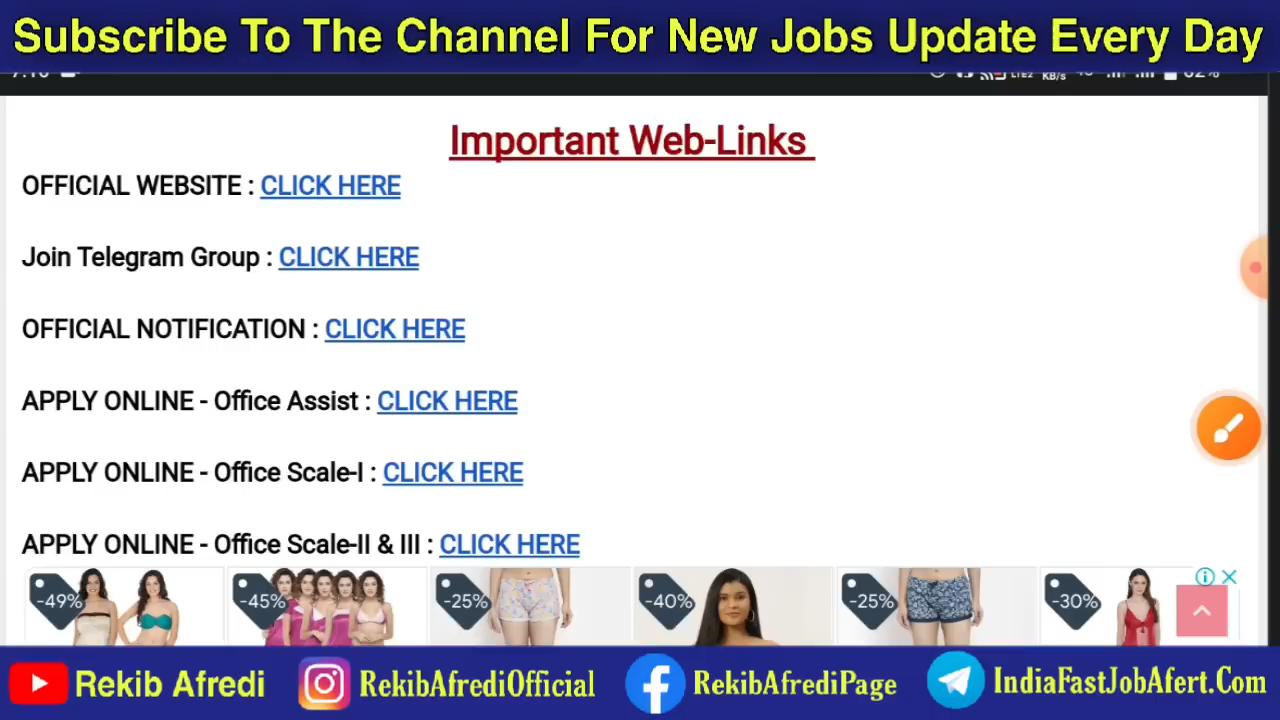 Subscribe To The Channel For New Jobs Update Every Day
Important Web-Links
OFFICIAL WEBSITE : CLICK HERE
Join Telegram Group : CLICK HERE
OFFICIAL NOTIFICATION : CLICK HERE
APPLY ONLINE - Office Assist : CLICK HERE
APPLY ONLINE - Office Scale-I : CLICK HERE
APPLY ONLINE - Office Scale-II & III : CLICK HERE
-49% -45% -25% -40% -25% -30%
Rekib Afredi RekibAfrediOfficial RekibAfrediPage IndiaFastJobAfert.Com